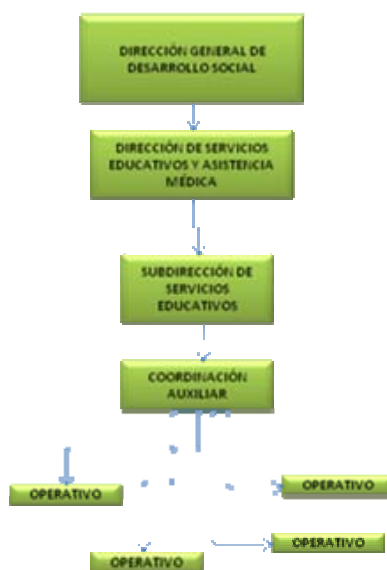 DIRECCIÓN GENERAL DE
DESARROLLO SOCIAL
DIRECCIÓN DE SERVICIOS
EDUCATIVOS Y ASISTENCIA
MÉDICA
SUBDIRECCIÓN DE
SERVICIOS
EDUCATIVOS
COORDINACIÓN
AUXILIAR
OPERATIVO
OPERATIVO
OPERATIVO
OPERATIVO